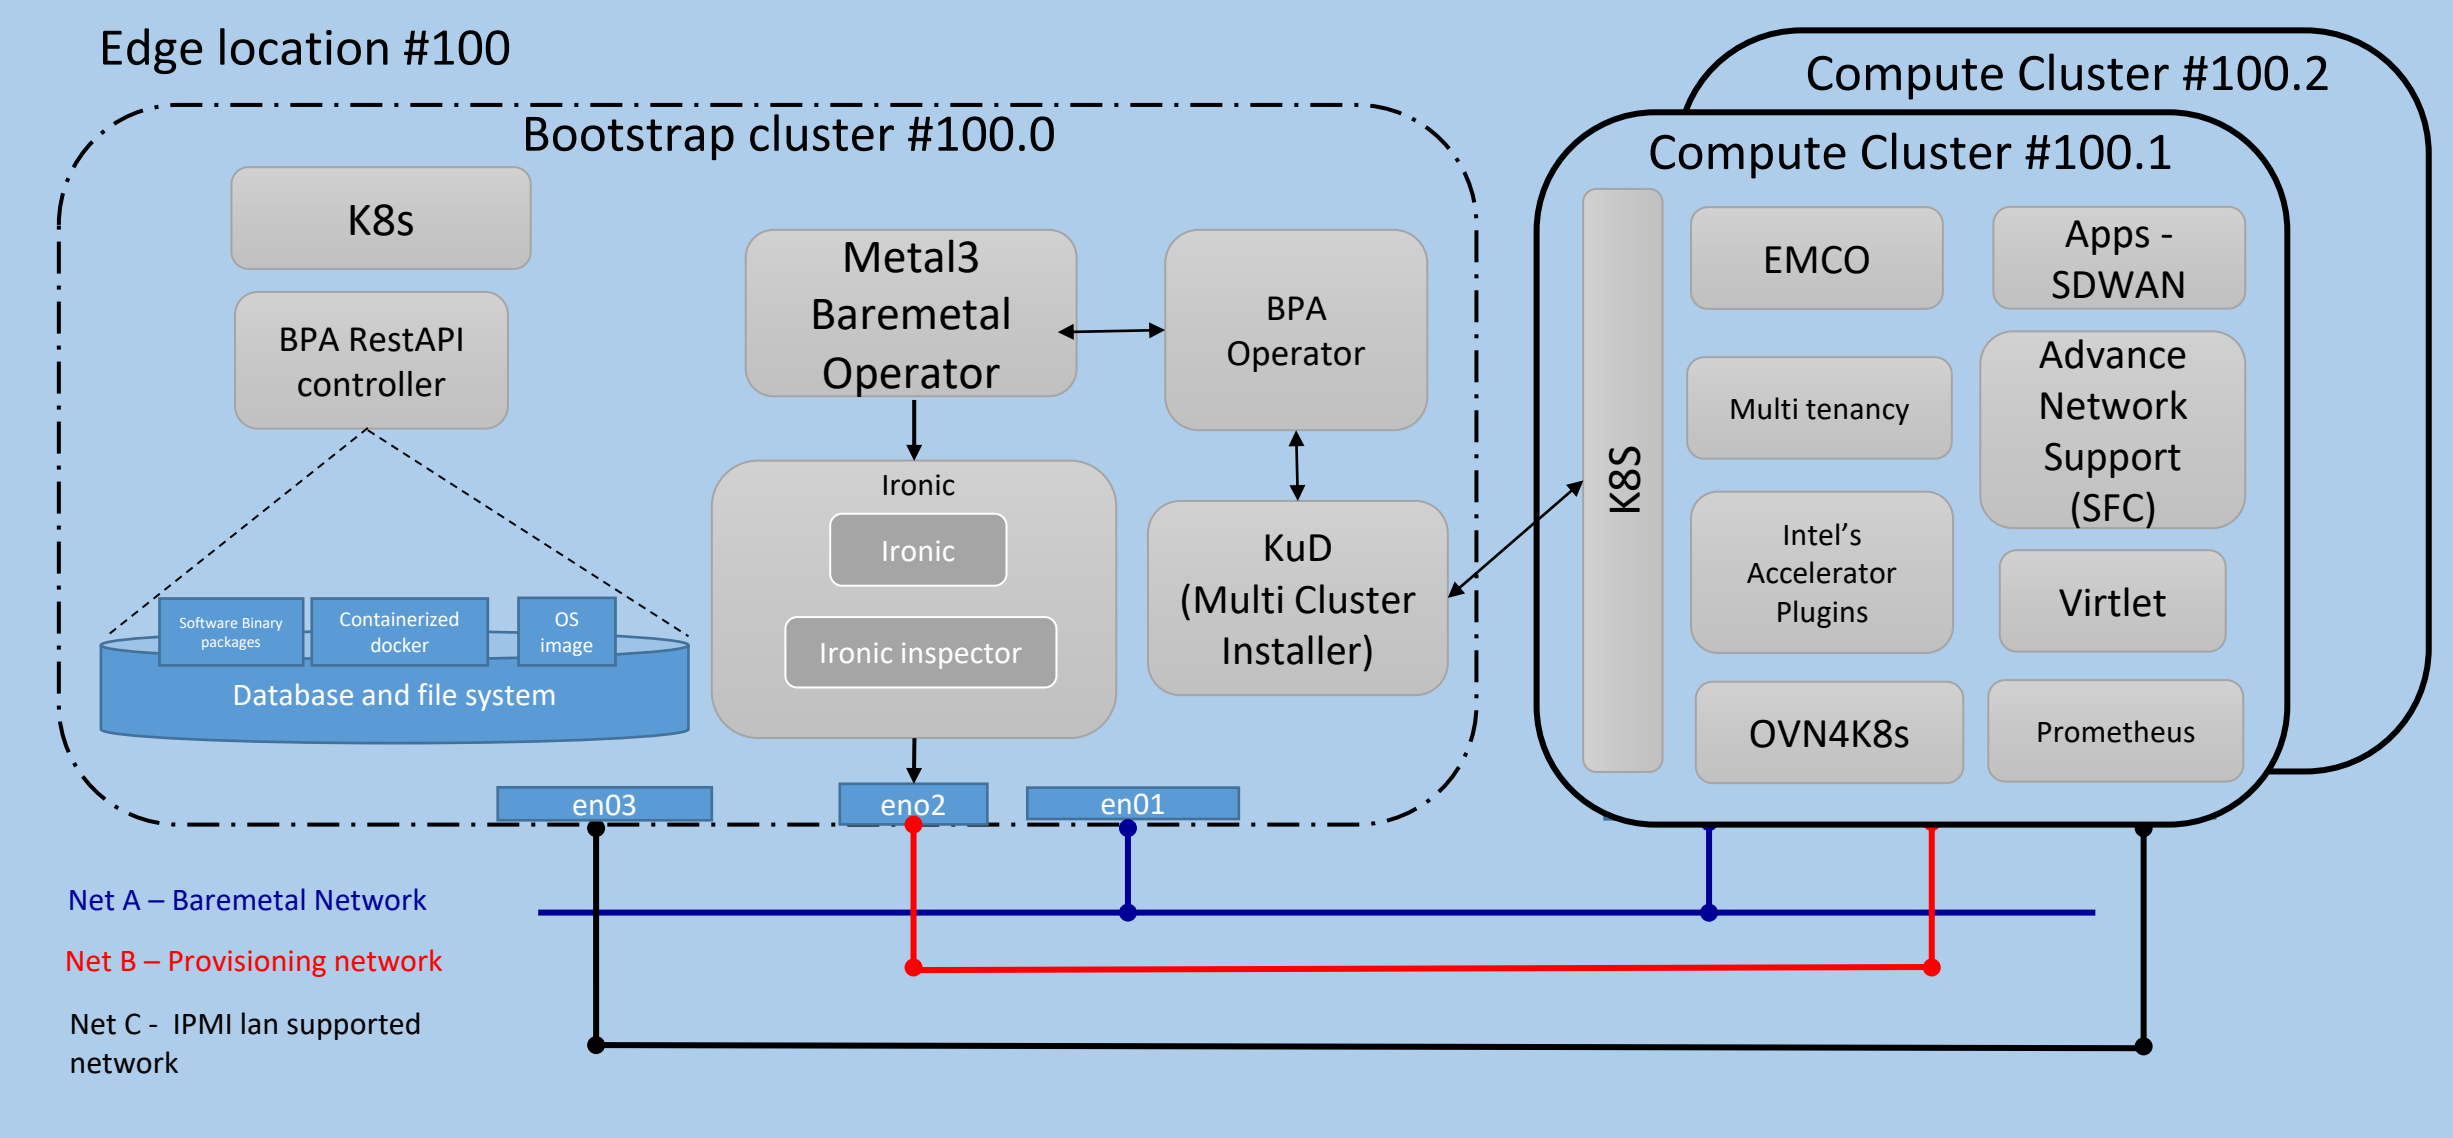 Edge location #100
Bootstrap cluster #100.0
K8s
BPA RestAPI
controller
Software Binary
packages
Containerized
docker
OS
image
Database and file system
Metal3
Baremetal
Operator
BPA
Operator
Ironic
Ironic
Ironic inspector
KuD
(Multi Cluster
Installer)
en03
eno2
en01
Compute Cluster #100.2
Compute Cluster #100.1
K8S
EMCO
Apps -
SDWAN
Multi tenancy
Advance
Network
Support
(SFC)
Intel’s
Accelerator
Plugins
Virtlet
OVN4K8s
Prometheus
Net A – Baremetal Network
Net B – Provisioning network
Net C -  IPMI lan supported
network